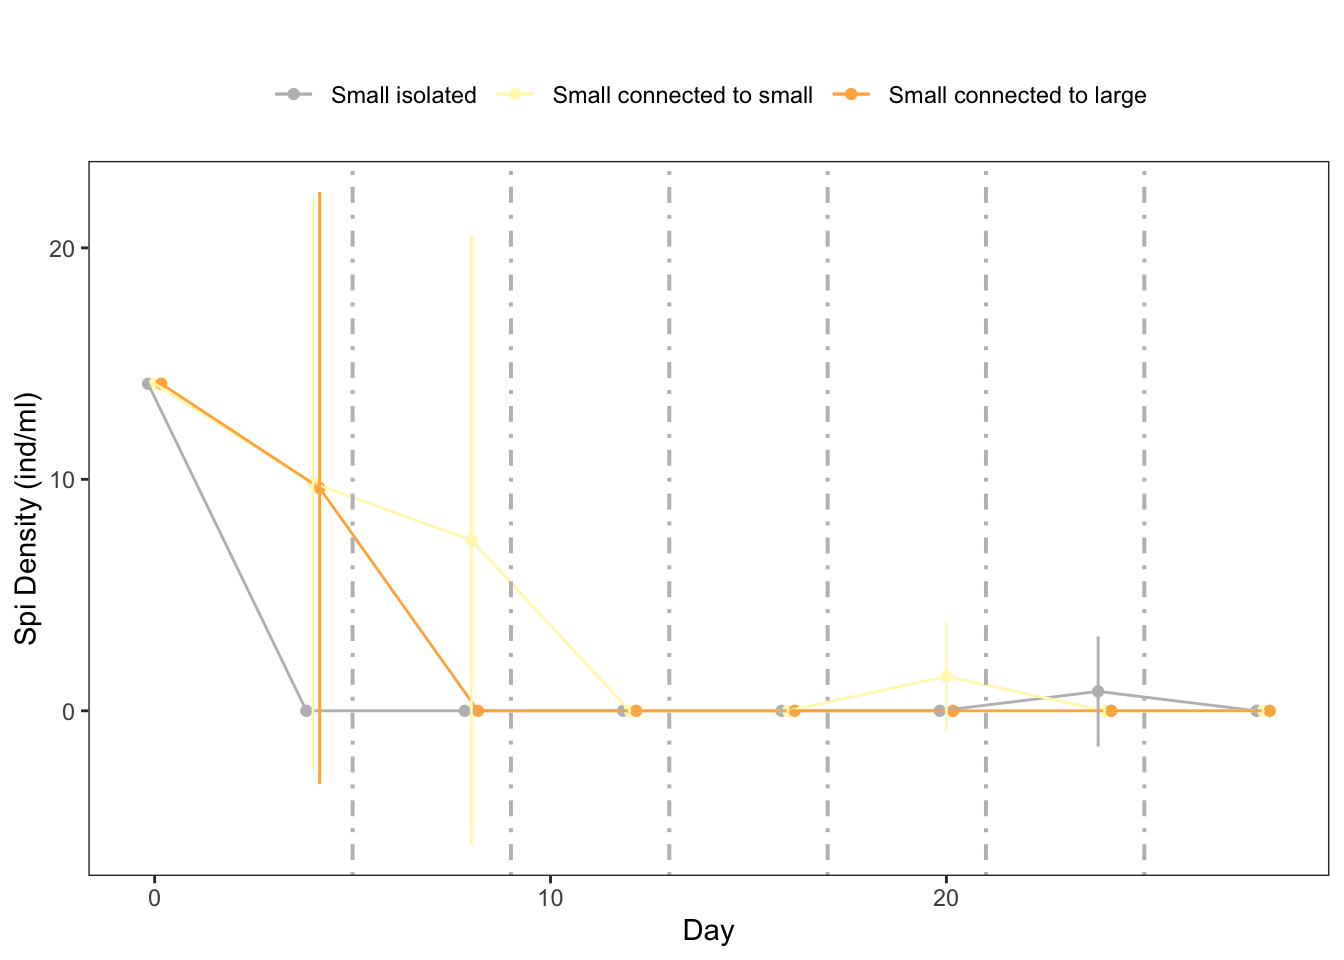 Small isolated Small connected to small Small connected to large
Spi Density (ind/ml)
20
10
0
0 10 20
Day